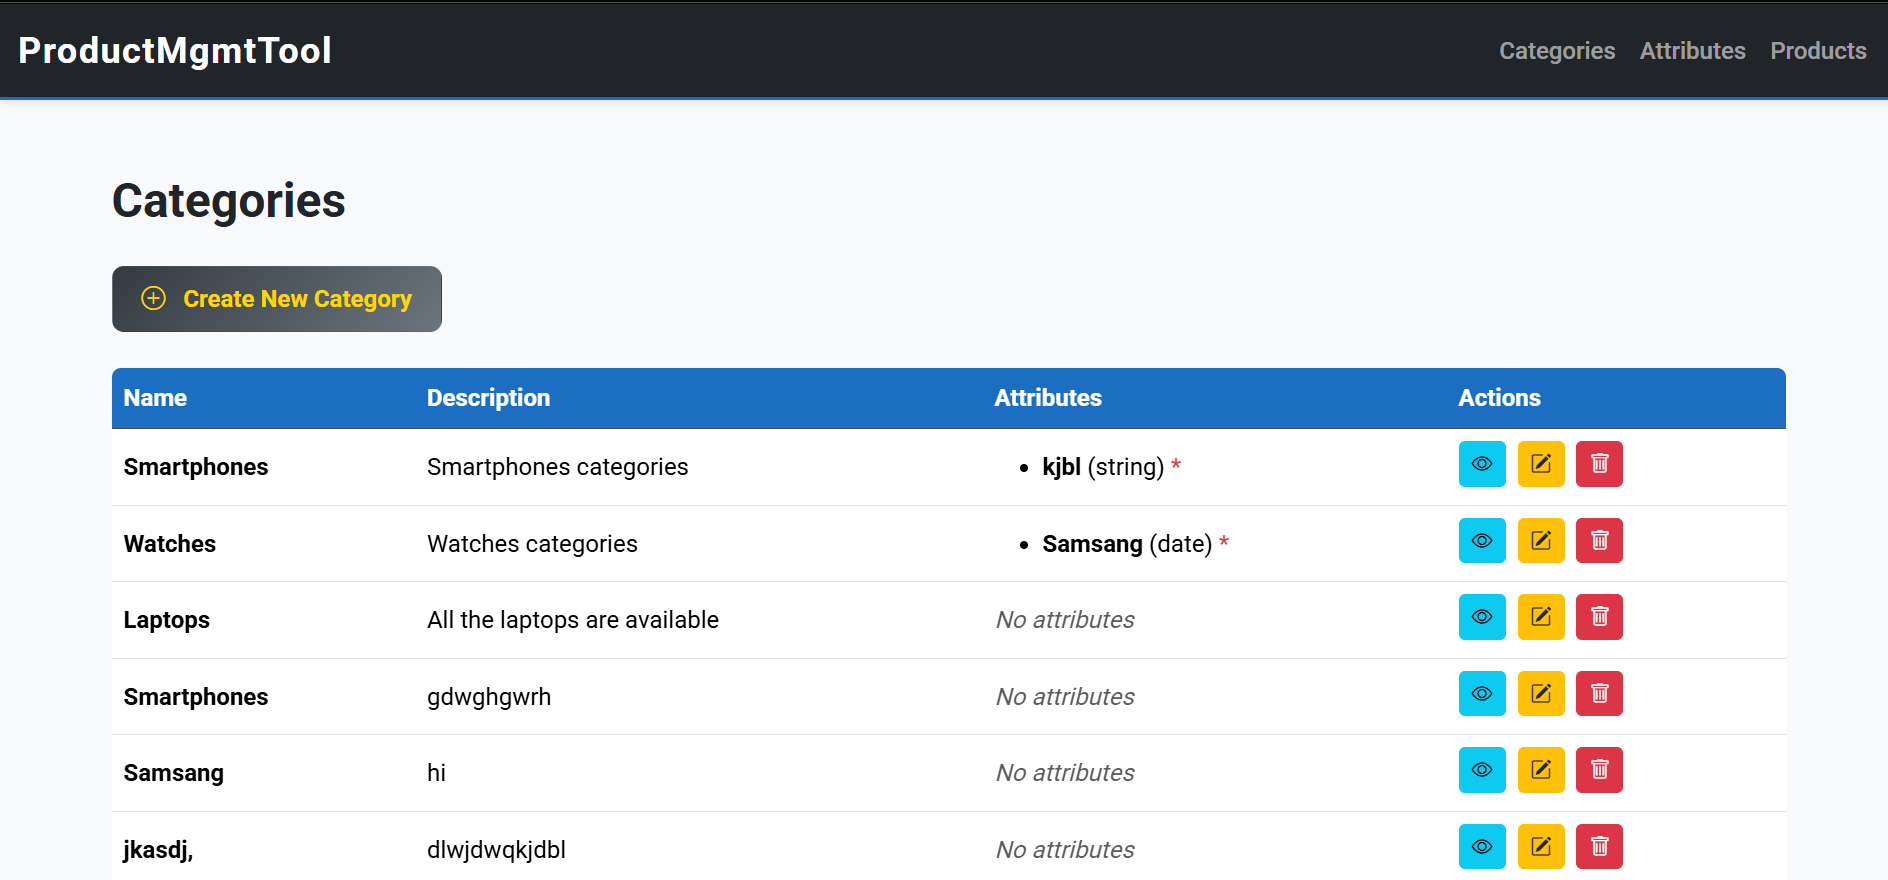 ProductMgmtTool Categories Attributes Products
Categories
Create New Category
Name Description Attributes Actions
Smartphones Smartphones categories • kjbl (string) *
Watches Watches categories • Samsang (date) *
Laptops All the laptops are available No attributes
Smartphones gdwghgwrh No attributes
Samsang hi No attributes
jkasdj, dlwjdwqkjdbl No attributes